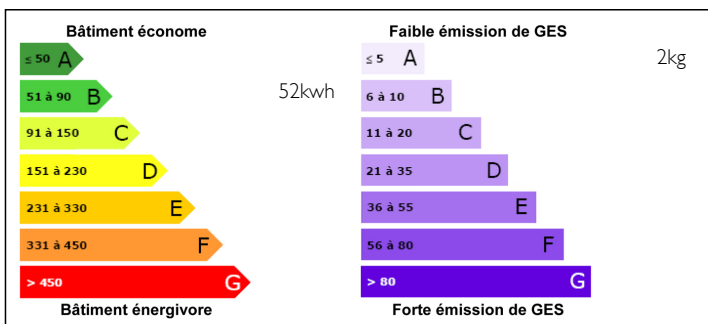 Bâtiment économe
≤ 50 A
51 à 90 B
52kwh
91 à 150 C
151 à 230 D
231 à 330 E
331 à 450 F
> 450 G
Bâtiment énergivore
Faible émission de GES
≤ 5 A
2kg
6 à 10 B
11 à 20 C
21 à 35 D
36 à 55 E
56 à 80 F
> 80 G
Forte émission de GES